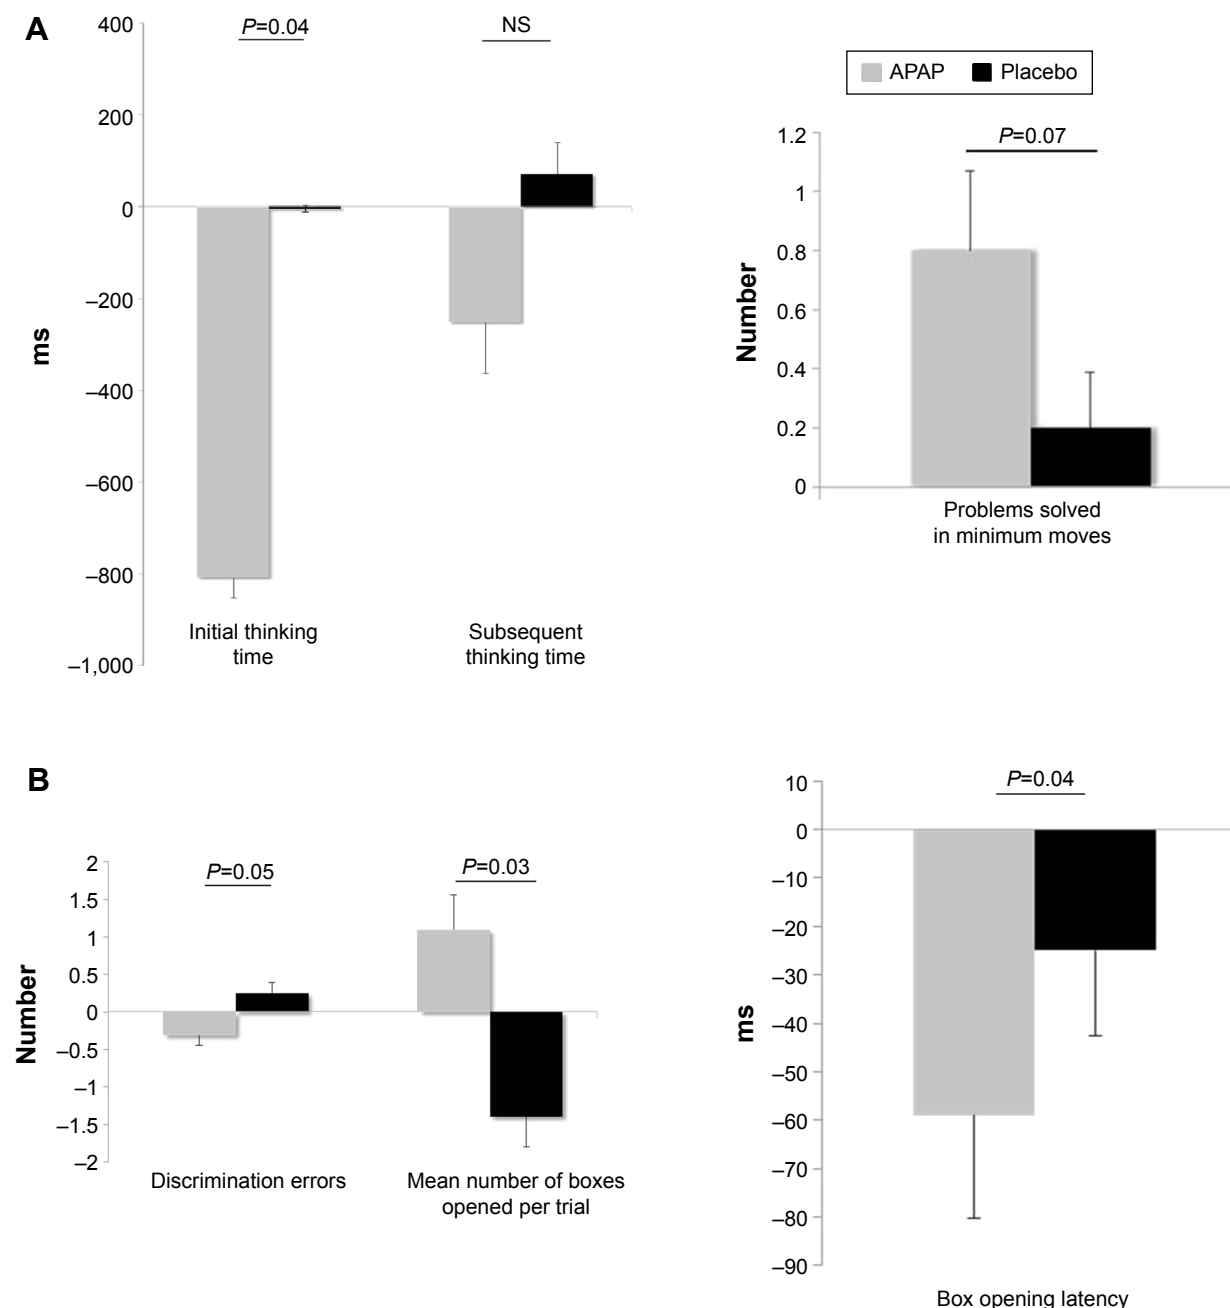 A
P=0.04
NS
400
200
0
–200
–400
–600
–800
–1,000
ms
Initial thinking
time
Subsequent
thinking time
APAP
Placebo
P=0.07
1.2
1
0.8
0.6
0.4
0.2
0
Number
Problems solved
in minimum moves
B
P=0.05
P=0.03
2
1.5
1
0.5
0
–0.5
–1
–1.5
–2
Number
Discrimination errors
Mean number of boxes
opened per trial
P=0.04
10
0
–10
–20
–30
–40
–50
–60
–70
–80
–90
ms
Box opening latency